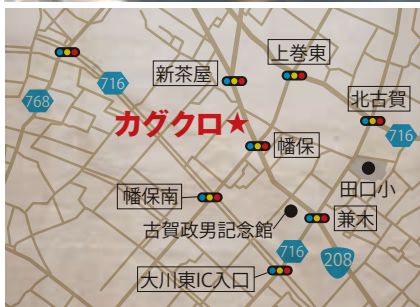 上巻東
新茶屋
716
768
北古賀
カグクロ★
716
幡保
田口小
幡保南
兼木
古賀政男記念館
716
208
大川東IC入口